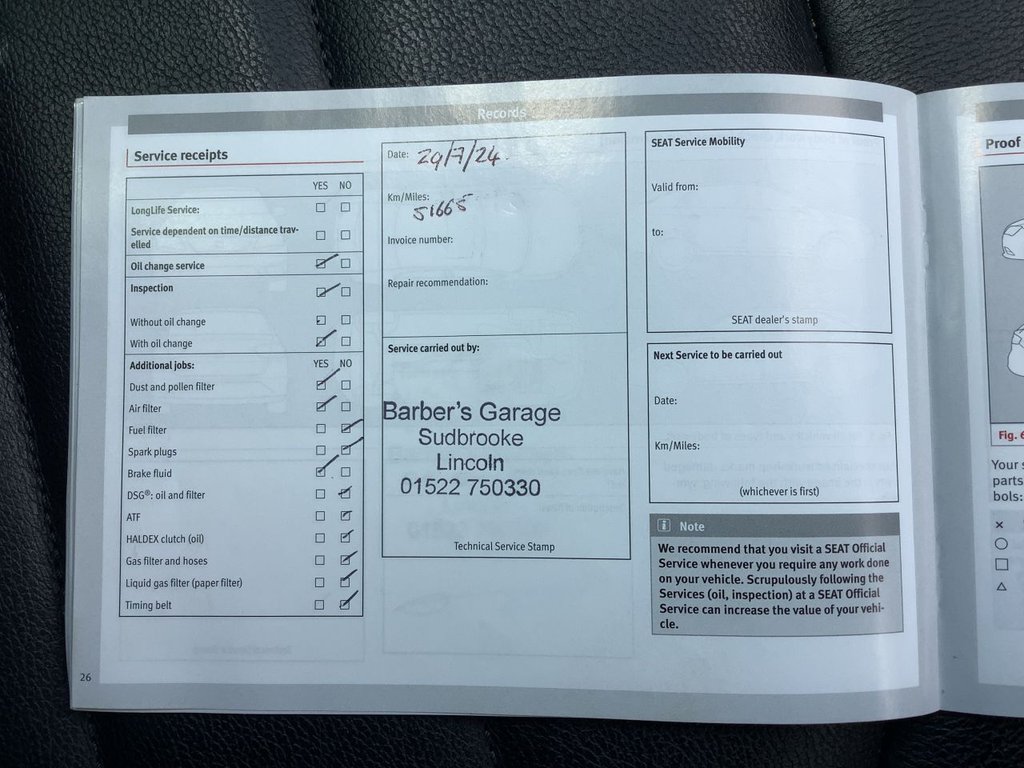 Records
Service receipts
YES NO
LongLife Service:
Service dependent on time/distance trav-
elled
Oil change service
Inspection
Without oil change
With oil change
Additional jobs: YES NO
Dust and pollen filter
Air filter
Fuel filter
Spark plugs
Brake fluid
DSG®: oil and filter
ATF
HALDEX clutch (oil)
Gas filter and hoses
Liquid gas filter (paper filter)
Timing belt
26
Date: 29/7/24.
Km/Miles:
51665
Invoice number:
Repair recommendation:
Service carried out by:
Barber's Garage
Sudbrooke
Lincoln
01522 750330
Technical Service Stamp
SEAT Service Mobility
Valid from:
to:
SEAT dealer's stamp
Next Service to be carried out
Date:
Km/Miles:
(whichever is first)
i Note
We recommend that you visit a SEAT Official
Service whenever you require any work done
on your vehicle. Scrupulously following the
Services (oil, inspection) at a SEAT Official
Service can increase the value of your vehi-
cle.
Proof
Fig. 6
Your
parts
bols: